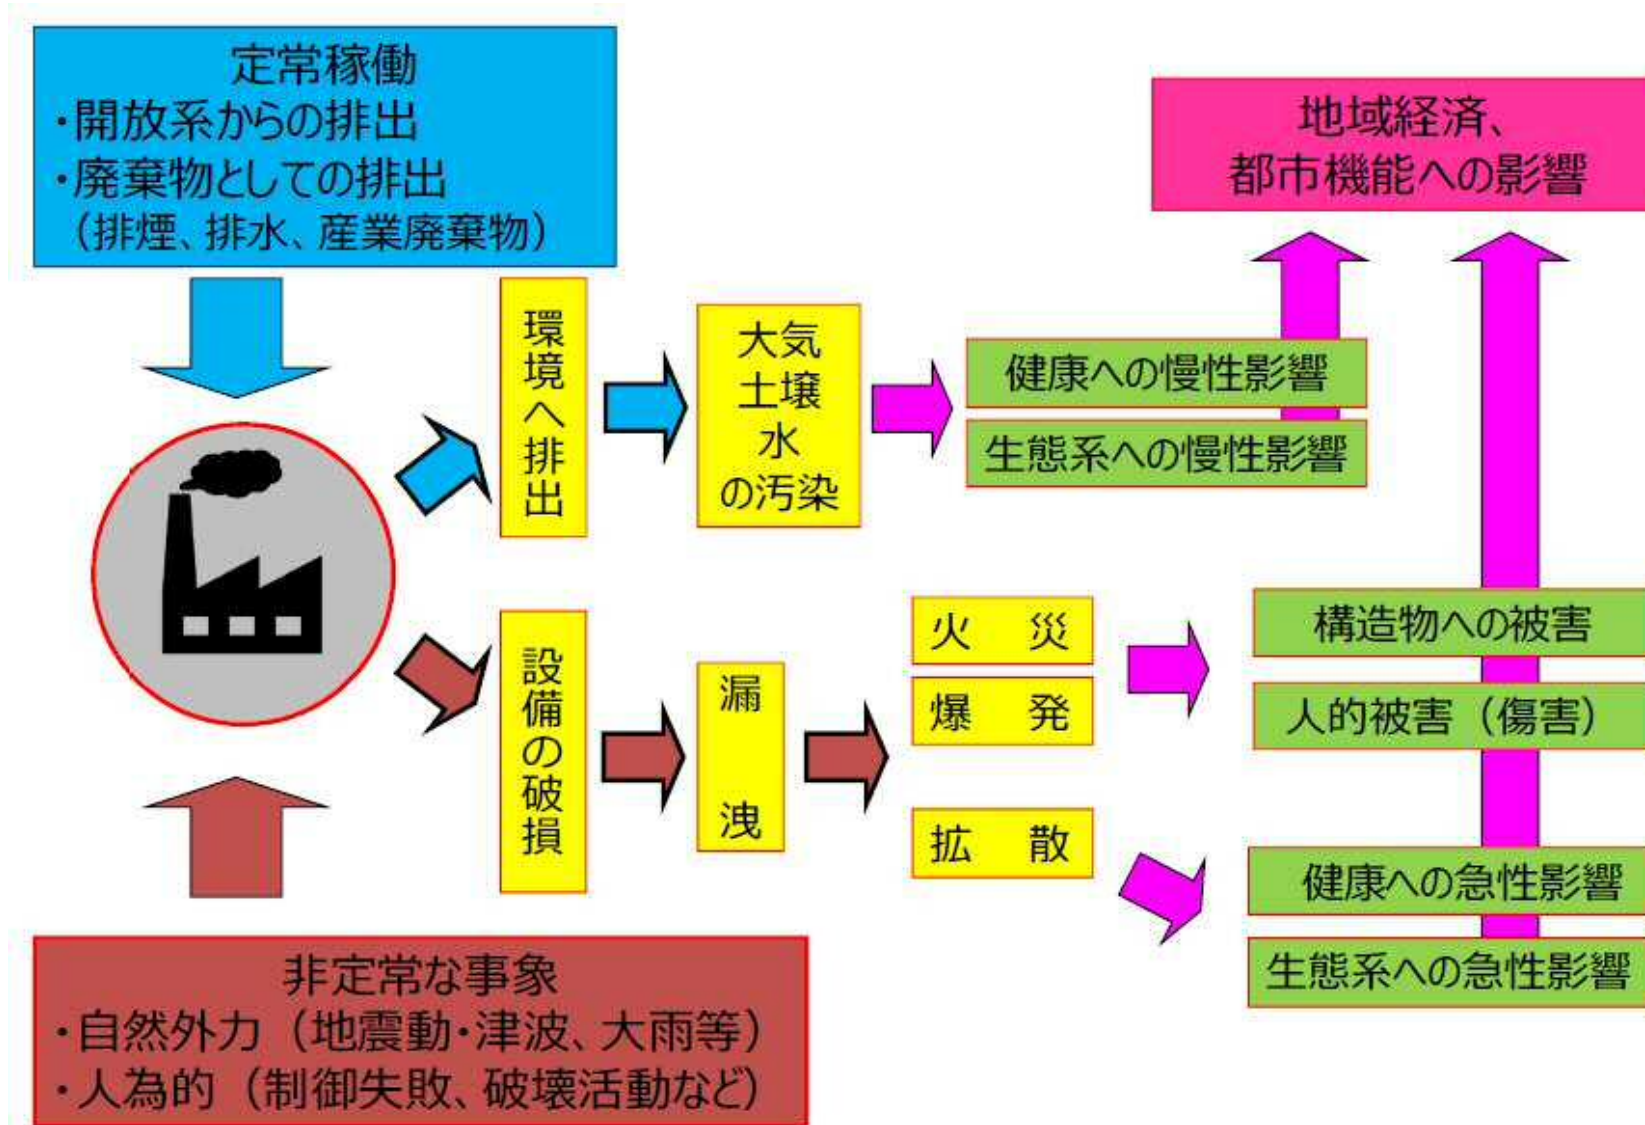 定常稼働
・開放系からの排出
・廃棄物としての排出
（排煙、排水、産業廃棄物）
地域経済、
都市機能への影響
環境へ排出
大気
土壌
水
の汚染
健康への慢性影響
生態系への慢性影響
設備の破損
漏洩
火　災
爆　発
拡　散
構造物への被害
人的被害（傷害）
健康への急性影響
生態系への急性影響
非定常な事象
・自然外力（地震動・津波、大雨等）
・人為的（制御失敗、破壊活動など）